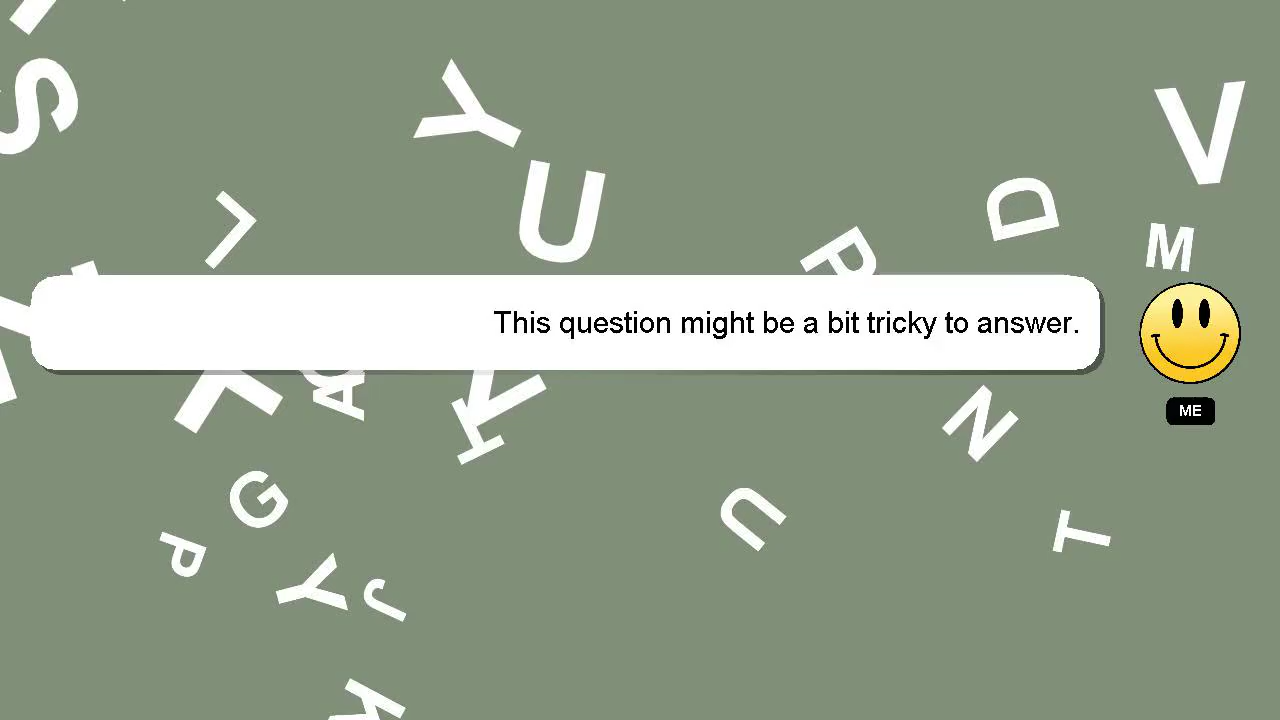 S
Y
U
V
L
D
P
M
This question might be a bit tricky to answer.
ME
A
K
N
G
U
T
P
Y
J
K